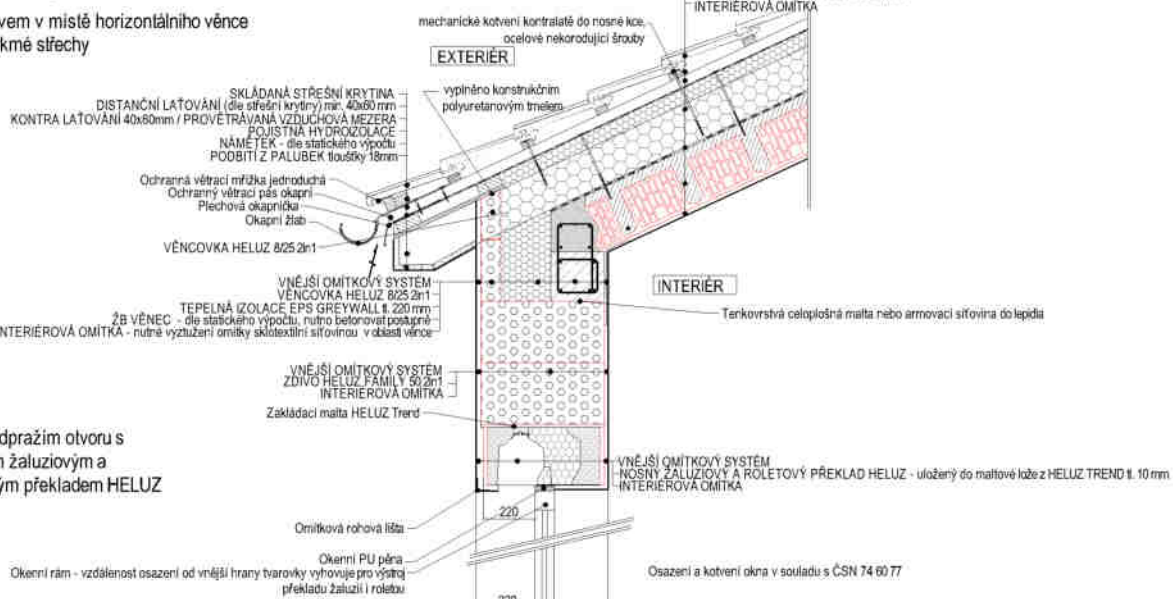 INTERIÉROVÁ OMÍTKA
vem v místě horizontálního věnce
kmé střechy
mechanické kotvení kontralatě do nosné kce,
ocelové nekorodující šrouby
EXTERIÉR
vyplněno konstrukčním
polyuretanovým tmelem
SKLÁDANÁ STŘEŠNÍ KRYTINA
DISTANČNÍ LAŤOVÁNÍ (dle střešní krytiny) min. 40x60 mm
KONTRA LAŤOVÁNÍ 40x60mm / PROVĚTRÁVANÁ VZDUCHOVÁ MEZERA
POJISTNÁ HYDROIZOLACE
NÁMĚTEK - dle statického výpočtu
PODBITÍ Z PALUBEK tloušťky 18mm
Ochranná větrací mřížka jednoduchá
Ochranný větrací pás okapní
Plechová okapnička
Okapní žlab
VĚNCOVKA HELUZ 8/25 2in1
VNĚJŠÍ OMÍTKOVÝ SYSTÉM
VĚNCOVKA HELUZ 8/25 2in1
TEPELNÁ IZOLACE EPS GREYWALL tl. 220 mm
ŽB VĚNEC - dle statického výpočtu, nutno betonovat postupně
INTERIÉROVÁ OMÍTKA - nutné vyztužení omítky sklotextilní síťovinou v oblasti věnce
INTERIÉR
Tenkovrstvá celoplošná malta nebo armovací síťovina do lepidla
VNĚJŠÍ OMÍTKOVÝ SYSTÉM
ZDIVO HELUZ FAMILY 50 2in1
INTERIÉROVÁ OMÍTKA
Zakládací malta HELUZ Trend
dpražím otvoru s
m žaluziovým a
ým překladem HELUZ
VNĚJŠÍ OMÍTKOVÝ SYSTÉM
NOSNÝ ŽALUZIOVÝ A ROLETOVÝ PŘEKLAD HELUZ - uložený do maltové lože z HELUZ TREND tl. 10 mm
INTERIÉROVÁ OMÍTKA
220
Omítková rohová lišta
Okenní PU pěna
Okenní rám - vzdálenost osazení od vnější hrany tvarovky vyhovuje pro výstroj
překladu žaluzií i roletou
Osazení a kotvení okna v souladu s ČSN 74 60 77